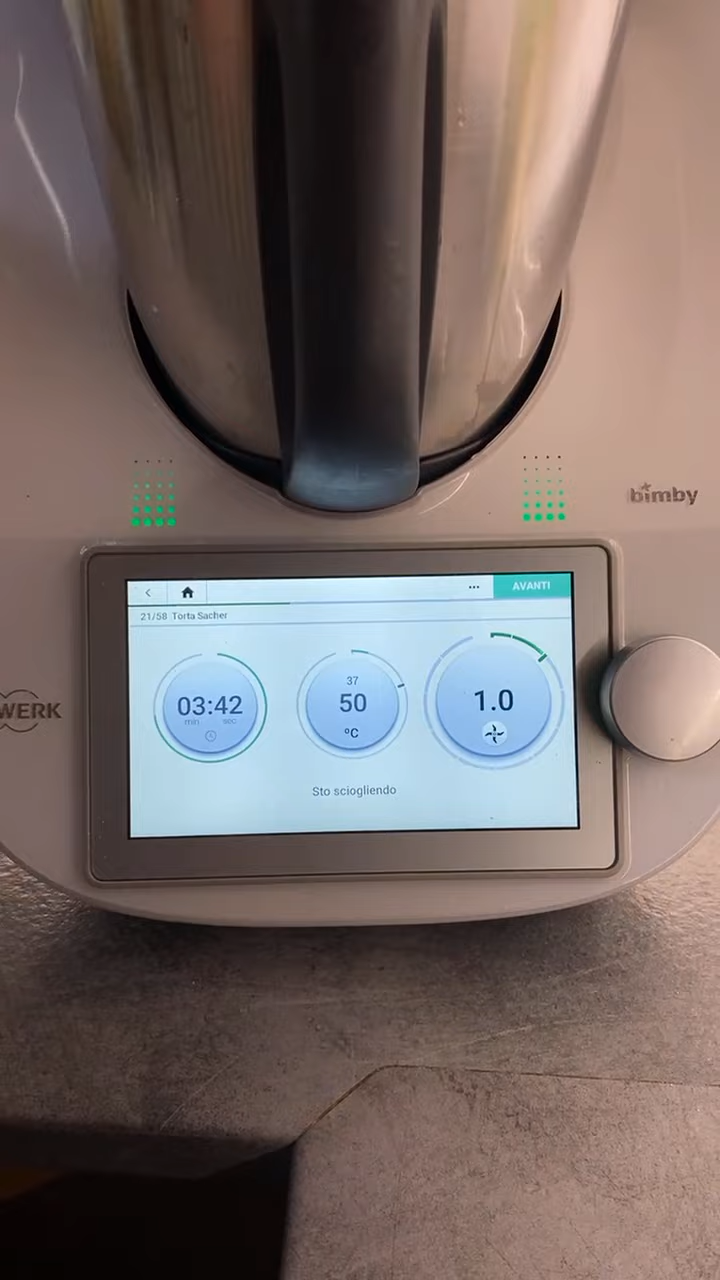 bimby
AVANTI
21/58 Torta Sacher
03:42
min sec
37
50
°C
1.0
WERK
Sto sciogliendo